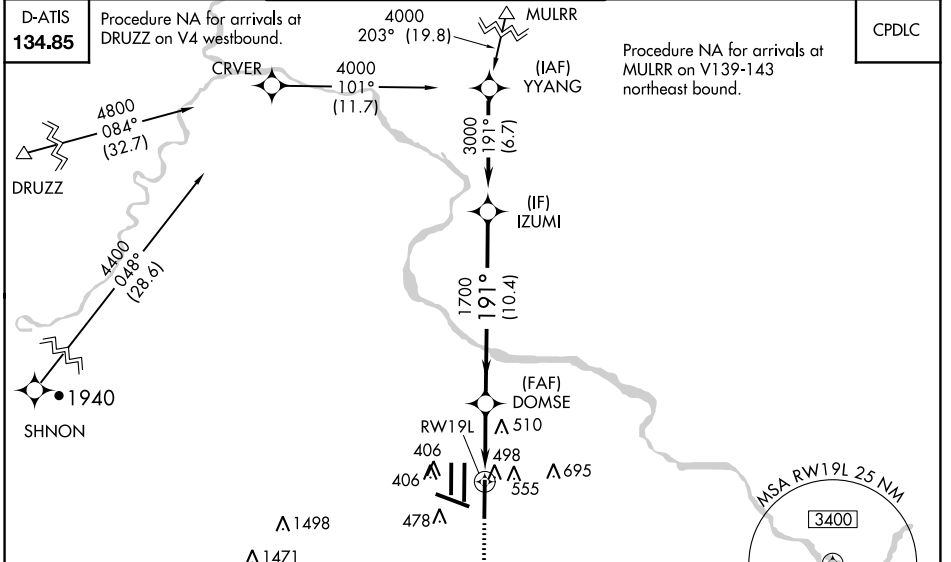 D-ATIS
134.85
Procedure NA for arrivals at
DRUZZ on V4 westbound.
4000
203° (19.8)
MULRR
CPDLC
Procedure NA for arrivals at
MULRR on V139-143
northeast bound.
CRVER
4000
101°
(11.7)
(IAF)
YYANG
4800
084°
(32.7)
DRUZZ
3000
191°
(6.7)
(IF)
IZUMI
4400
048°
(28.6)
1700
191°
(10.4)
1940
SHNON
(FAF)
DOMSE
RW19L
510
406
498
406
555
695
478
1498
1471
MSA RW19L 25 NM
3400